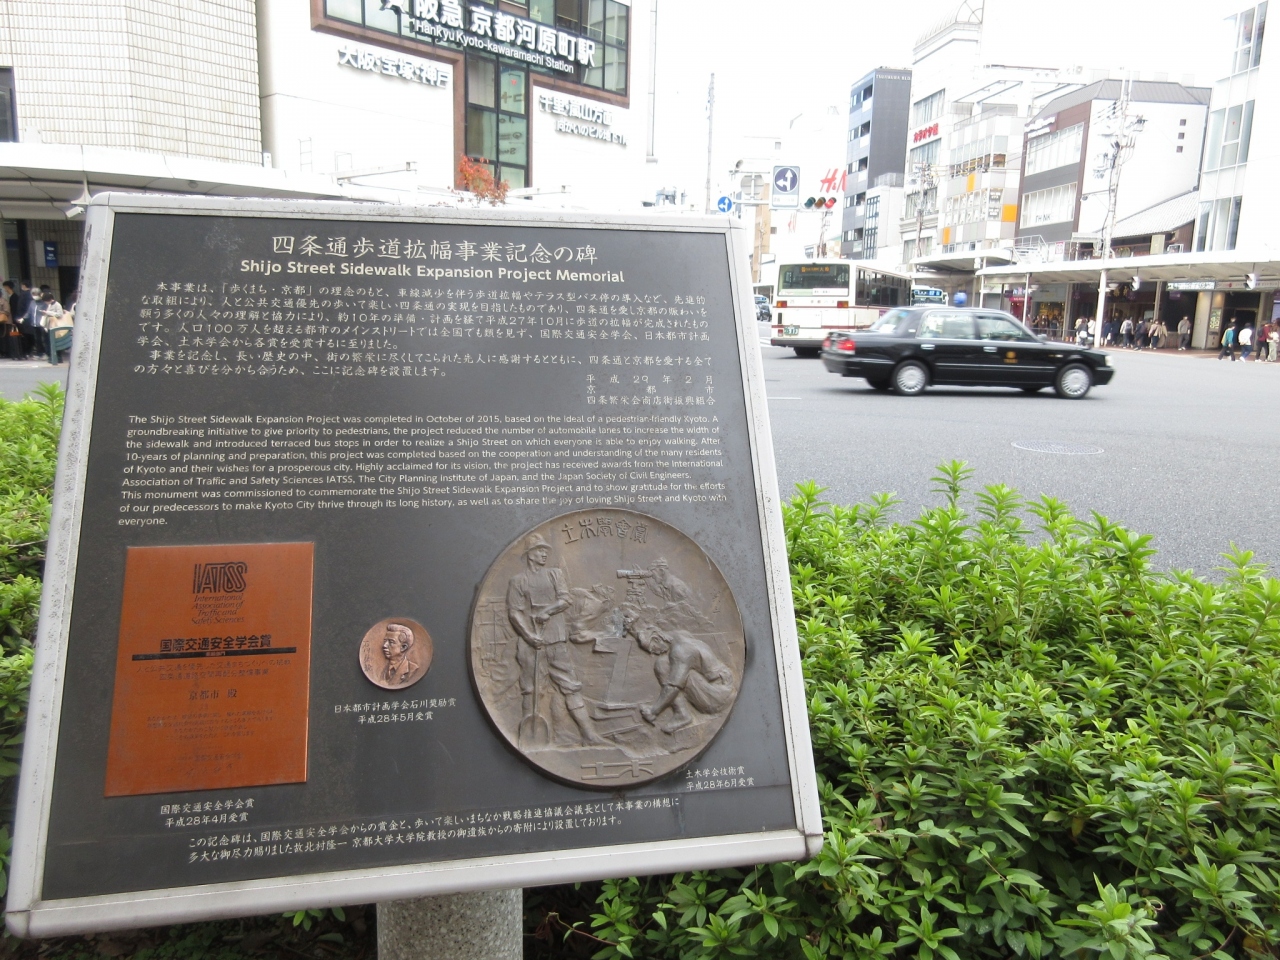 阪急 京都河原町駅
Hankyu Kyoto-kawaramachi Station
大阪・宝塚・神戸
千里・嵐山方面
向かいのビル地下1F
H&M
カラオケ館
四条通歩道拡幅事業記念の碑
Shijo Street Sidewalk Expansion Project Memorial
本事業は、「歩くまち・京都」の理念のもと、車線減少を伴う歩道拡幅やテラス型バス停の導入など、先進的
な取組により、人と公共交通優先の歩いて楽しい四条通の実現を目指したものであり、四条通を愛し京都の賑わいを
願う多くの人々の理解と協力により、約10年の準備・計画を経て平成27年10月に歩道の拡幅が完成されたもの
です。人口100万人を超える都市のメインストリートでは全国でも類を見ず、国際交通安全学会、日本都市計画
学会、土木学会から各賞を受賞するに至りました。
事業を記念し、長い歴史の中、街の繁栄に尽くしてこられた先人に感謝するとともに、四条通と京都を愛する全て
の方々と喜びを分から合うため、ここに記念碑を設置します。
平成29年2月
京都市
四条繁栄会商店街振興組合
The Shijo Street Sidewalk Expansion Project was completed in October of 2015, based on the ideal of a pedestrian-friendly Kyoto. A
groundbreaking initiative to give priority to pedestrians, the project reduced the number of automobile lanes to increase the width of
the sidewalk and introduced terraced bus stops in order to realize a Shijo Street on which everyone is able to enjoy walking. After
10-years of planning and preparation, this project was completed based on the cooperation and understanding of the many residents
of Kyoto and their wishes for a prosperous city. Highly acclaimed for its vision, the project has received awards from the International
Association of Traffic and Safety Sciences IATSS, The City Planning Institute of Japan, and the Japan Society of Civil Engineers.
This monument was commissioned to commemorate the Shijo Street Sidewalk Expansion Project and to show gratitude for the efforts
of our predecessors to make Kyoto City thrive through its long history, as well as to share the joy of loving Shijo Street and Kyoto with
everyone.
IATSS
International
Association of
Traffic and
Safety Sciences
国際交通安全学会賞
京都市 殿
国際交通安全学会賞
平成28年4月受賞
日本都市計画学会石川奨励賞
平成28年5月受賞
土木學會賞
土木学会技術賞
平成28年6月受賞
この記念碑は、国際交通安全学会からの賞金と、歩いて楽しいまちなか戦略推進協議会議長として本事業の構想に
多大な御尽力賜りました故北村隆一 京都大学大学院教授の御遺族からの寄附により設置しております。